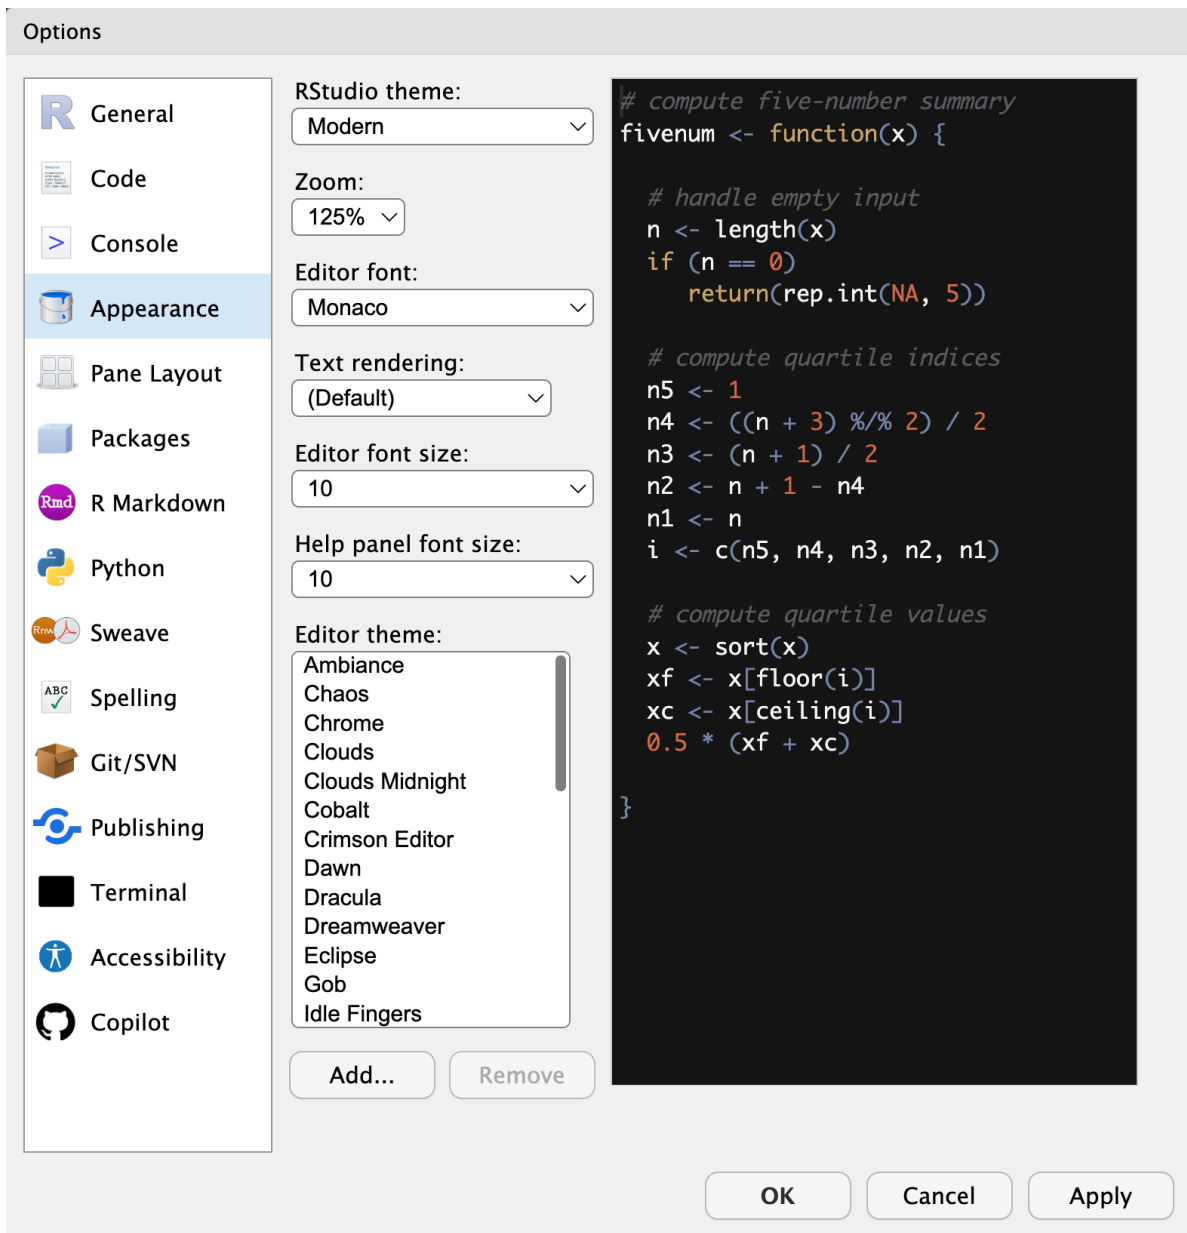 Options
General
Code
Console
Appearance
Pane Layout
Packages
Rmd R Markdown
Python
Rnw Sweave
ABC Spelling
Git/SVN
Publishing
Terminal
Accessibility
Copilot
RStudio theme:
Modern
Zoom:
125%
Editor font:
Monaco
Text rendering:
(Default)
Editor font size:
10
Help panel font size:
10
Editor theme:
Ambiance
Chaos
Chrome
Clouds
Clouds Midnight
Cobalt
Crimson Editor
Dawn
Dracula
Dreamweaver
Eclipse
Gob
Idle Fingers
Add...
Remove
# compute five-number summary
fivenum <- function(x) {
  # handle empty input
  n <- length(x)
  if (n == 0)
     return(rep.int(NA, 5))
  # compute quartile indices
  n5 <- 1
  n4 <- ((n + 3) %/% 2) / 2
  n3 <- (n + 1) / 2
  n2 <- n + 1 - n4
  n1 <- n
  i <- c(n5, n4, n3, n2, n1)
  # compute quartile values
  x <- sort(x)
  xf <- x[floor(i)]
  xc <- x[ceiling(i)]
  0.5 * (xf + xc)
}
OK
Cancel
Apply